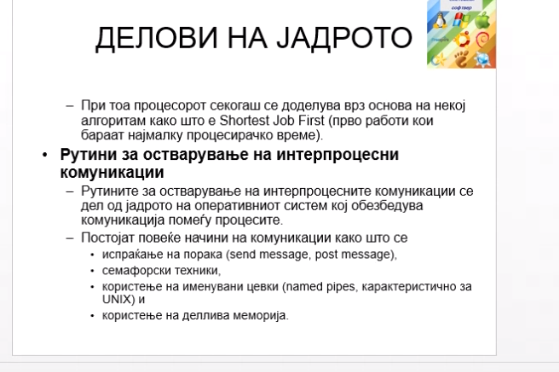 ДЕЛОВИ НА ЈАДРОТО
– При тоа процесорот секогаш се доделува врз основа на некој
алгоритам како што е Shortest Job First (прво работи кои
бараат најмалку процесирачко време).
• Рутини за остварување на интерпроцесни
комуникации
– Рутините за остварување на интерпроцесните комуникации се
дел од јадрото на оперативниот систем кој обезбедува
комуникација помеѓу процесите.
– Постојат повеќе начини на комуникации како што се
• испраќање на порака (send message, post message),
• семафорски техники,
• користење на именувани цевки (named pipes, карактеристично за
UNIX) и
• користење на деллива меморија.